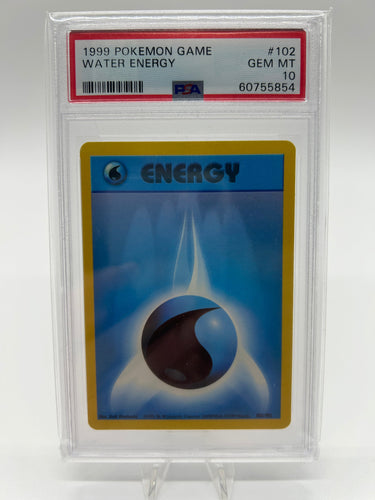 1999 POKEMON GAME #102
WATER ENERGY GEM MT
PSA 10
60755854
ENERGY